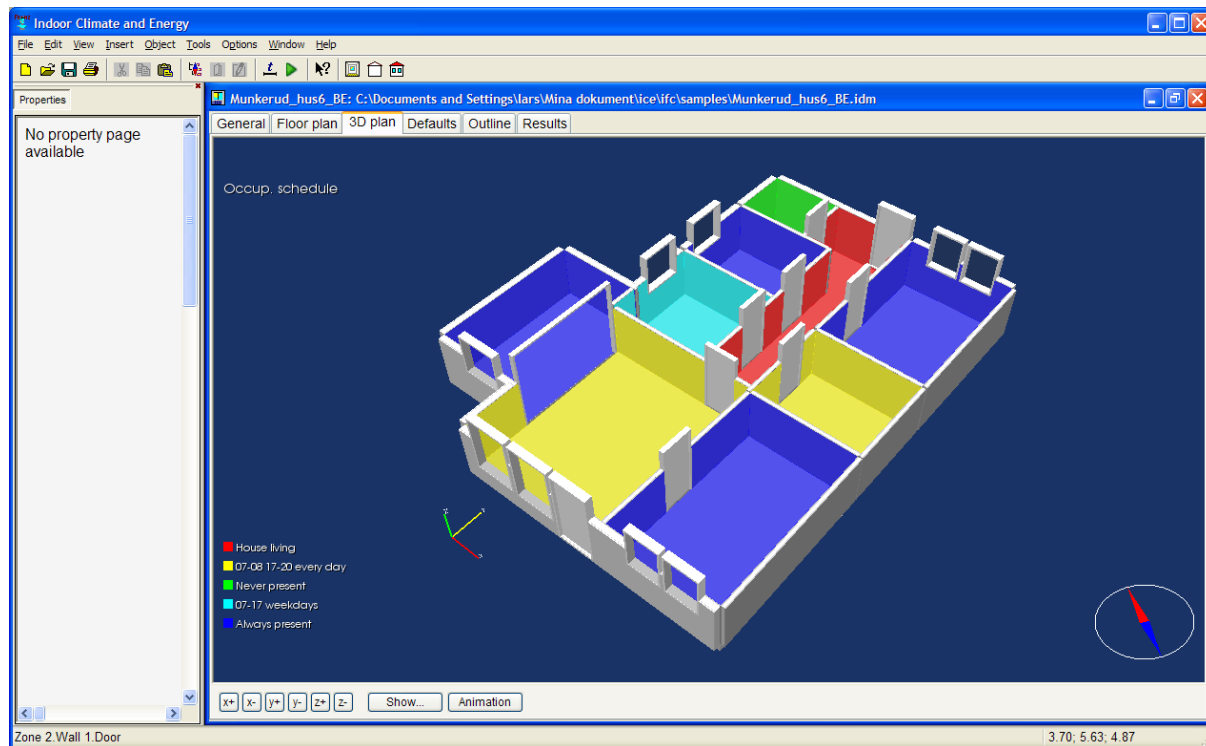 Indoor Climate and Energy
File Edit View Insert Object Tools Options Window Help
Properties
No property page
available
Munkerud_hus6_BE: C:\Documents and Settings\lars\Mina dokument\ice\ifc\samples\Munkerud_hus6_BE.idm
General Floor plan 3D plan Defaults Outline Results
Occup. schedule
House living
07-08 17-20 every day
Never present
07-17 weekdays
Always present
x+ x- y+ y- z+ z- Show... Animation
Zone 2.Wall 1.Door 3.70; 5.63; 4.87